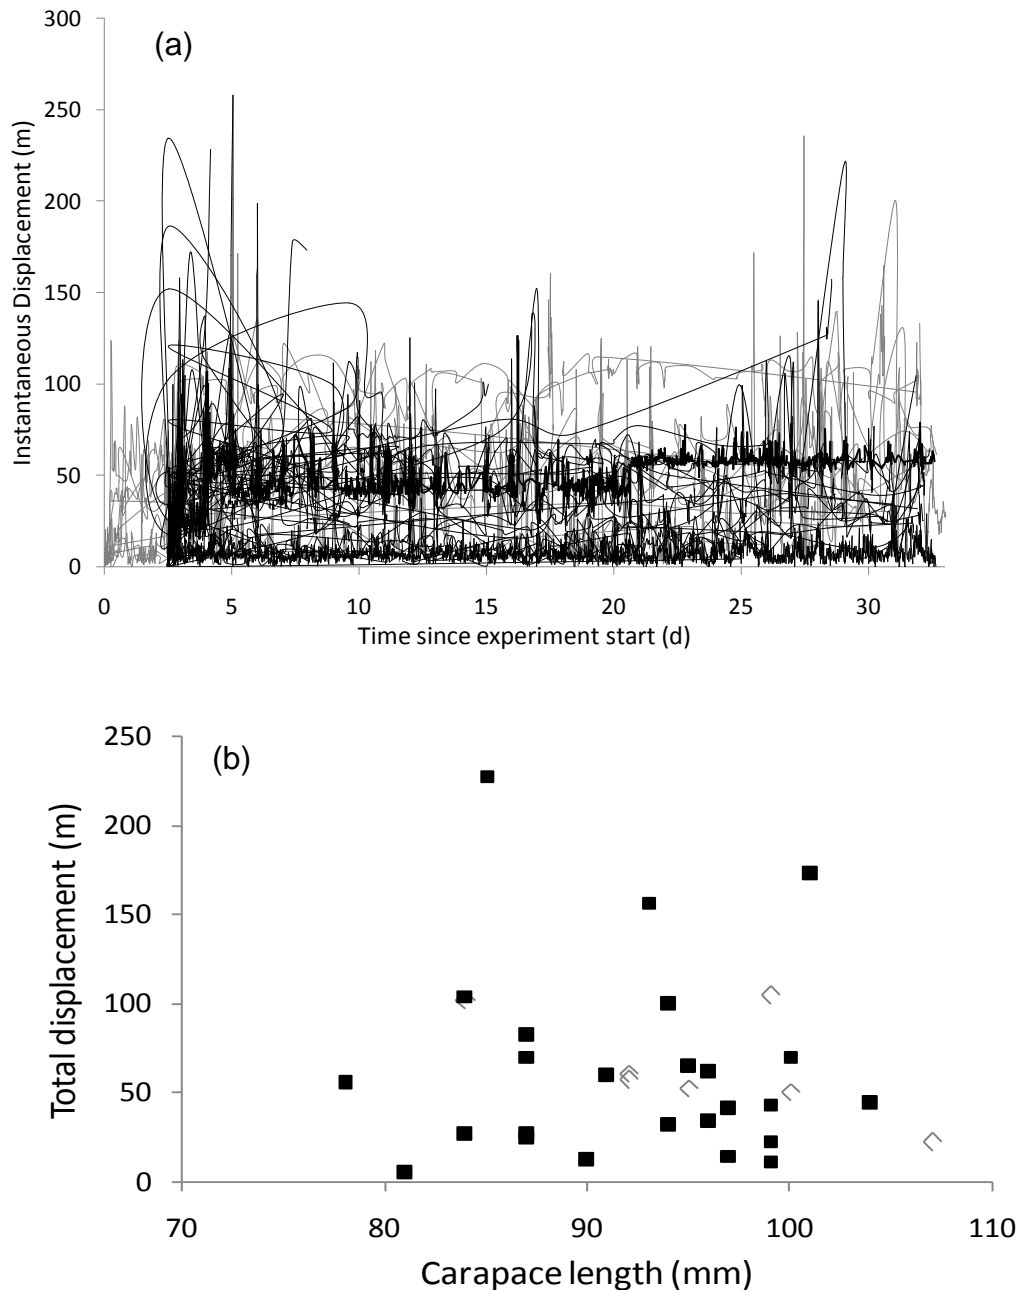 (a)
Instantaneous Displacement (m)
300
250
200
150
100
50
0
0 5 10 15 20 25 30
Time since experiment start (d)
(b)
Total displacement (m)
250
200
150
100
50
0
70 80 90 100 110
Carapace length (mm)